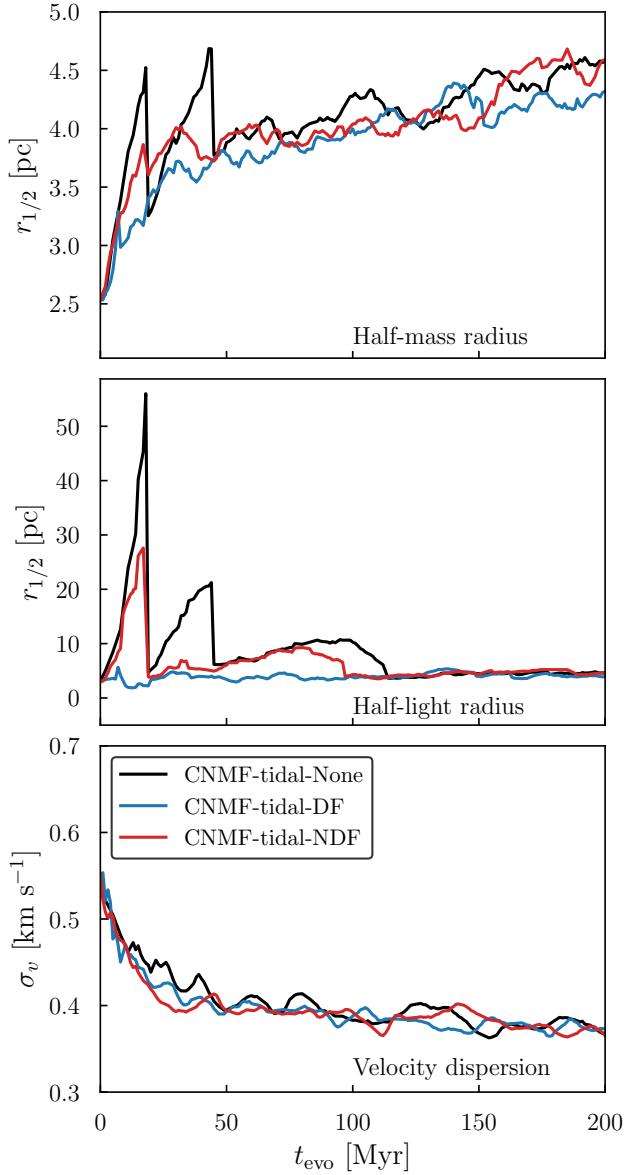 5.0
4.5
4.0
3.5
3.0
2.5
r1/2 [pc]
Half-mass radius
50
40
30
20
10
0
r1/2 [pc]
Half-light radius
0.7
0.6
0.5
0.4
0.3
σv [km s−1]
CNMF-tidal-None
CNMF-tidal-DF
CNMF-tidal-NDF
Velocity dispersion
0 50 100 150 200
tevo [Myr]